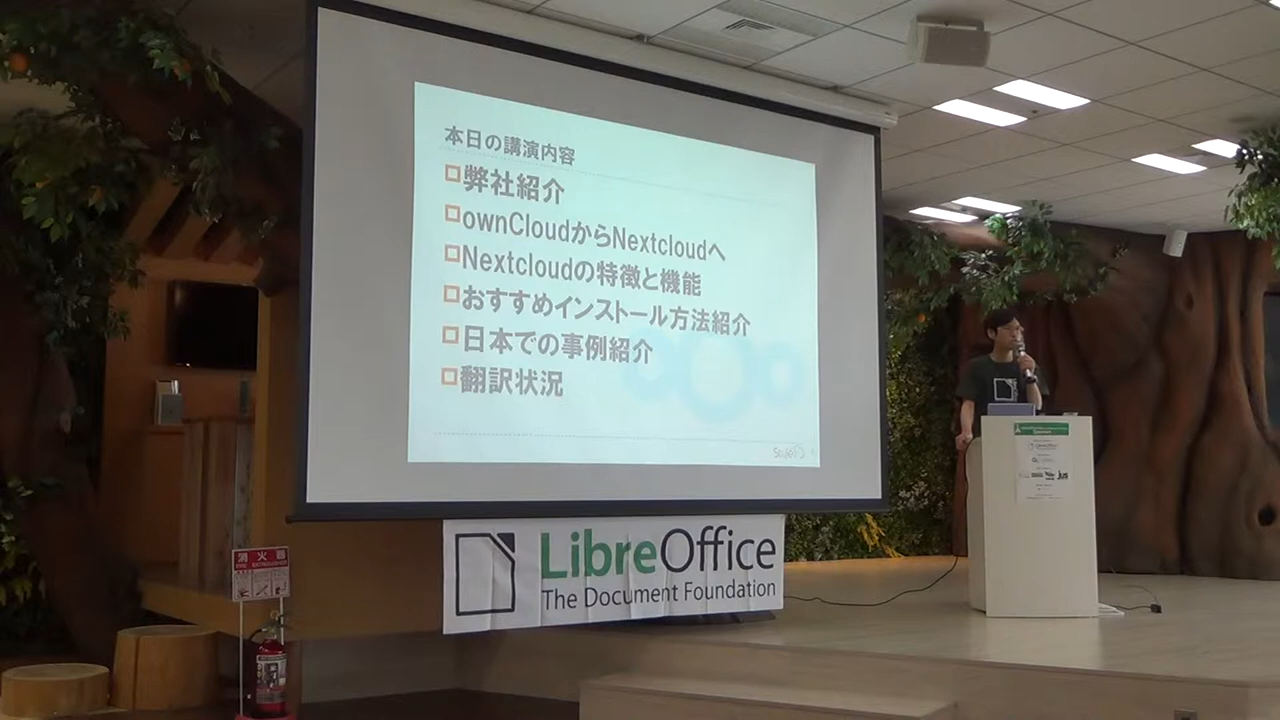 本日の講演内容
弊社紹介
ownCloudからNextcloudへ
Nextcloudの特徴と機能
おすすめインストール方法紹介
日本での事例紹介
翻訳状況
LibreOffice
The Document Foundation
消火器
FIRE EXTINGUISHER
jus